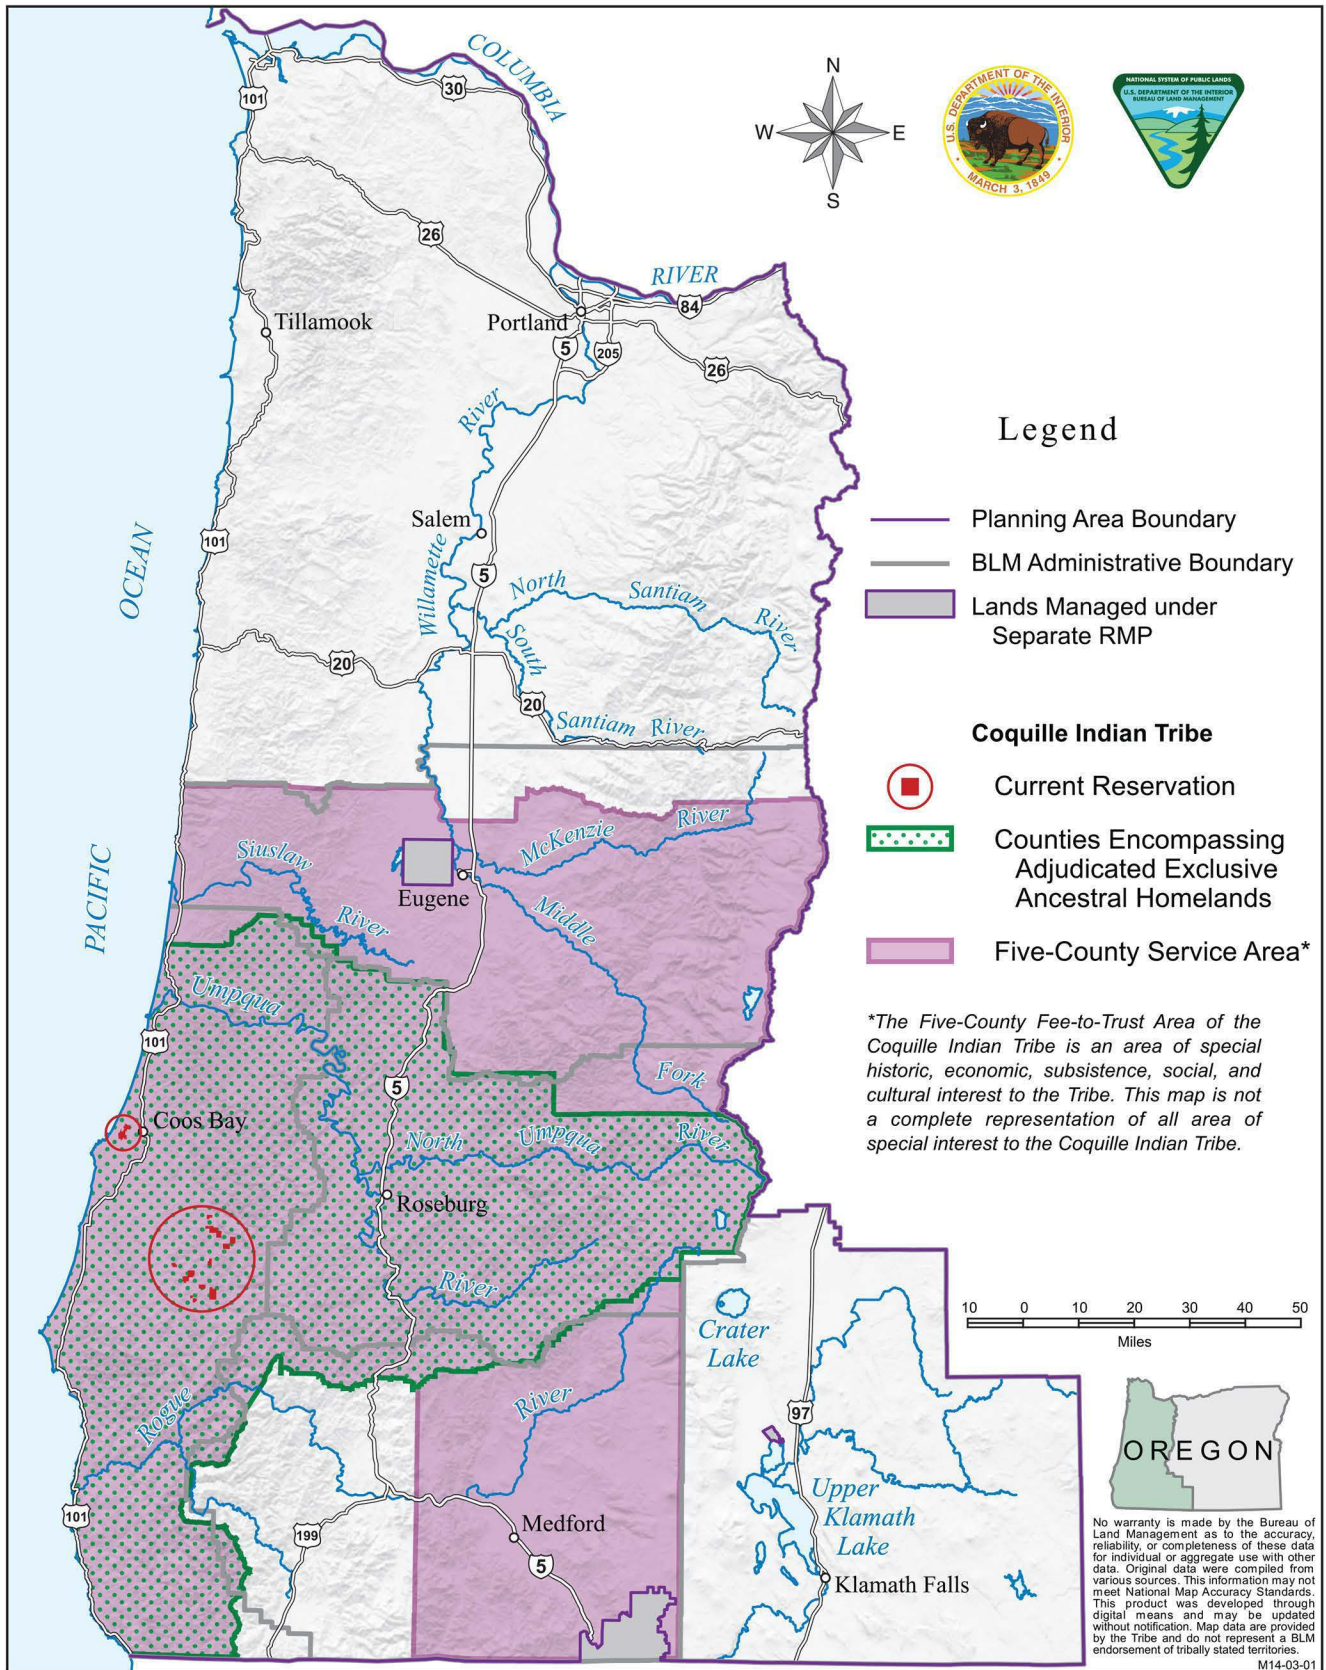 COLUMBIA
101
30
26
N
W
E
S
U.S. DEPARTMENT OF THE INTERIOR
MARCH 3, 1849
NATIONAL SYSTEM OF PUBLIC LANDS
U.S. DEPARTMENT OF THE INTERIOR
BUREAU OF LAND MANAGEMENT
RIVER
84
Tillamook
Portland
5
205
26
River
Salem
101
OCEAN
Willamette
5
North
Santiam
River
South
20
20
Santiam River
Legend
Planning Area Boundary
BLM Administrative Boundary
Lands Managed under
Separate RMP
Coquille Indian Tribe
Current Reservation
Counties Encompassing
Adjudicated Exclusive
Ancestral Homelands
Five-County Service Area*
*The Five-County Fee-to-Trust Area of the
Coquille Indian Tribe is an area of special
historic, economic, subsistence, social, and
cultural interest to the Tribe. This map is not
a complete representation of all area of
special interest to the Coquille Indian Tribe.
PACIFIC
Siuslaw
River
McKenzie
River
Eugene
Middle
Fork
Umpqua
101
5
Coos Bay
North
Umpqua
River
Roseburg
River
Crater
Lake
10 0 10 20 30 40 50
Miles
Rogue
River
97
Upper
Klamath
Lake
101
199
Medford
5
Klamath Falls
OREGON
No warranty is made by the Bureau of
Land Management as to the accuracy,
reliability, or completeness of these data
for individual or aggregate use with other
data. Original data were compiled from
various sources. This information may not
meet National Map Accuracy Standards.
This product was developed through
digital means and may be updated
without notification. Map data are provided
by the Tribe and do not represent a BLM
endorsement of tribally stated territories.
M14-03-01